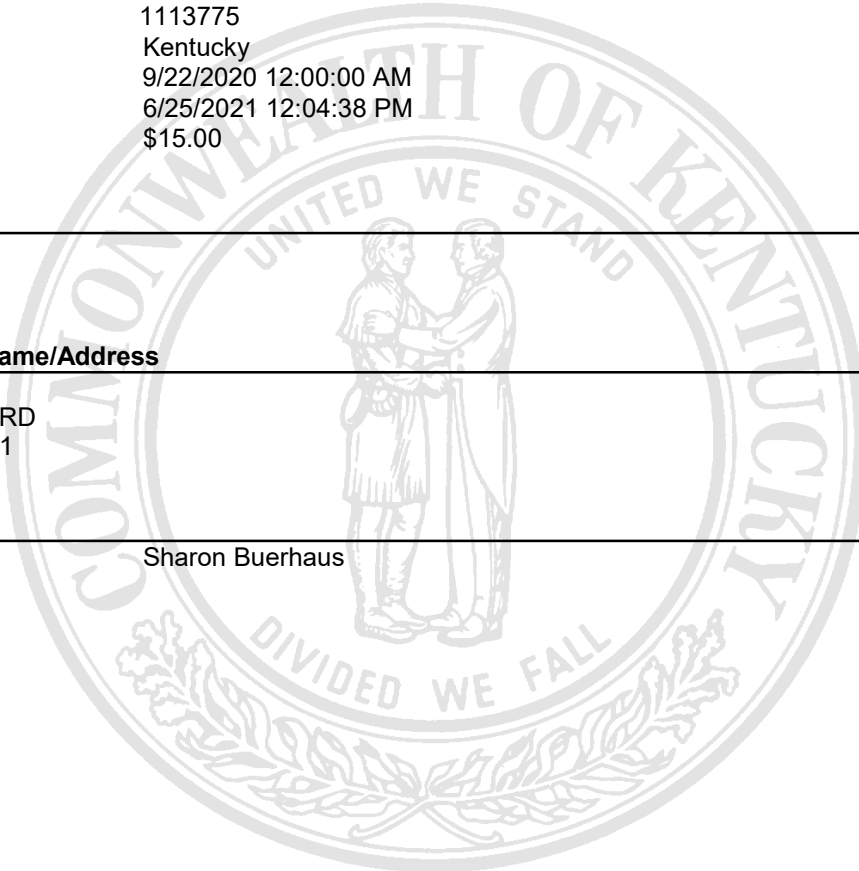 1113775
Kentucky
9/22/2020 12:00:00 AM
6/25/2021 12:04:38 PM
$15.00
COMMONWEALTH OF KENTUCKY
UNITED WE STAND
ame/Address
RD
1
Sharon Buerhaus
DIVIDED WE FALL